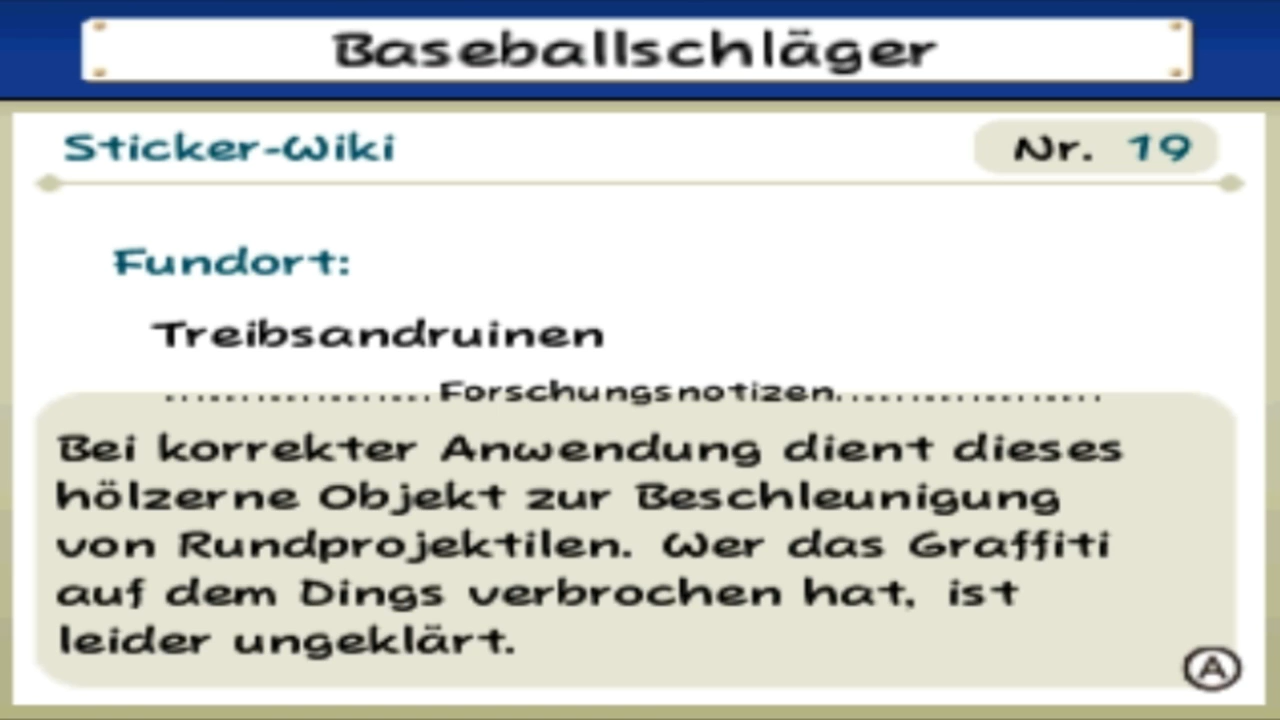 Baseballschläger
Sticker-Wiki
Nr. 19
Fundort:
Treibsandruinen
Forschungsnotizen
Bei korrekter Anwendung dient dieses
hölzerne Objekt zur Beschleunigung
von Rundprojektilen. Wer das Graffiti
auf dem Dings verbrochen hat, ist
leider ungeklärt.
A